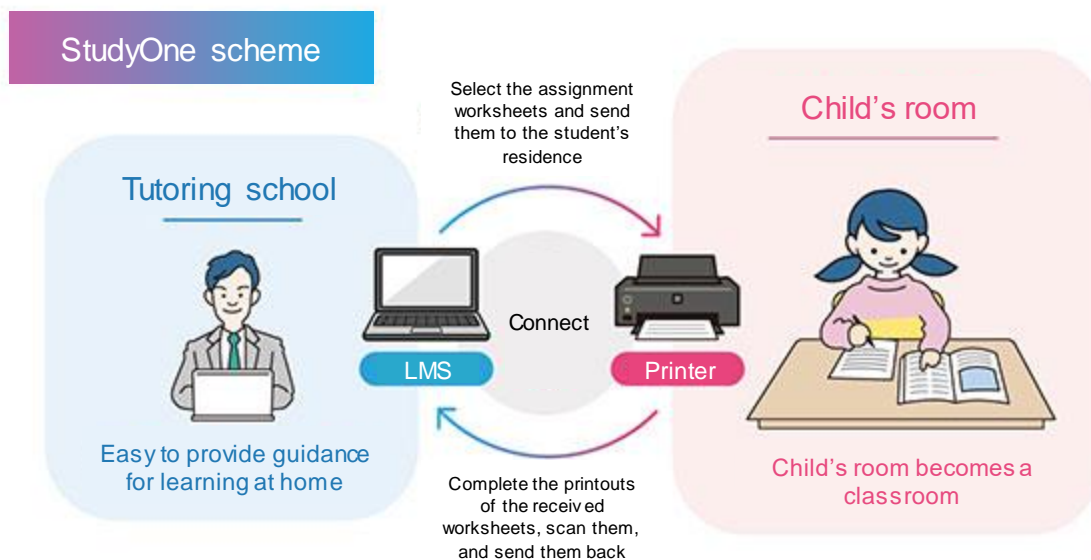 StudyOne scheme
Select the assignment
worksheets and send
them to the student's
residence
Tutoring school
Child's room
Connect
LMS
Printer
Easy to provide guidance
for learning at home
Complete the printouts
of the received
worksheets, scan them,
and send them back
Child's room becomes a
classroom